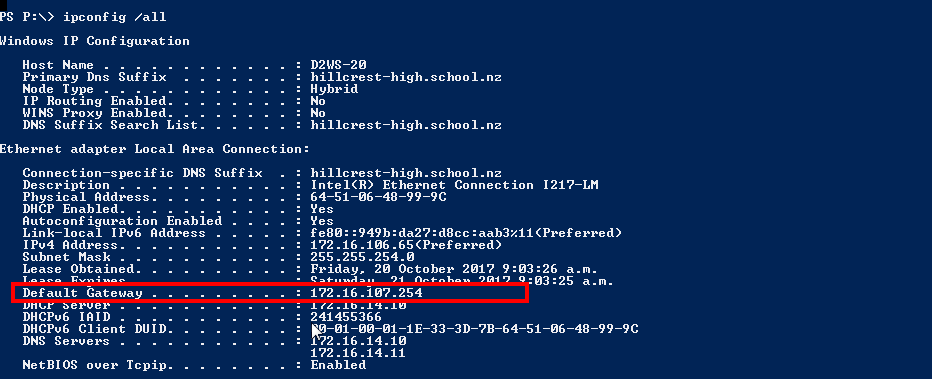 PS P:\> ipconfig /all
Windows IP Configuration
Host Name . . . . . . . . . . . . : D2WS-20
Primary Dns Suffix . . . . . . . : hillcrest-high.school.nz
Node Type . . . . . . . . . . . . : Hybrid
IP Routing Enabled. . . . . . . . : No
WINS Proxy Enabled. . . . . . . . : No
DNS Suffix Search List. . . . . . : hillcrest-high.school.nz
Ethernet adapter Local Area Connection:
Connection-specific DNS Suffix . : hillcrest-high.school.nz
Description . . . . . . . . . . . : Intel(R) Ethernet Connection I217-LM
Physical Address. . . . . . . . . : 64-51-06-48-99-9C
DHCP Enabled. . . . . . . . . . . : Yes
Autoconfiguration Enabled . . . . : Yes
Link-local IPv6 Address . . . . . : fe80::949b:da27:d8cc:aab3%11(Preferred)
IPv4 Address. . . . . . . . . . . : 172.16.106.65(Preferred)
Subnet Mask . . . . . . . . . . . : 255.255.254.0
Lease Obtained. . . . . . . . . . : Friday, 20 October 2017 9:03:26 a.m.
Lease Expires . . . . . . . . . . : Saturday, 21 October 2017 9:03:25 a.m.
Default Gateway . . . . . . . . . : 172.16.107.254
DHCP Server . . . . . . . . . . . : 172.16.14.10
DHCPv6 IAID . . . . . . . . . . . : 241455366
DHCPv6 Client DUID. . . . . . . . : 00-01-00-01-1E-33-3D-7B-64-51-06-48-99-9C
DNS Servers . . . . . . . . . . . : 172.16.14.10
172.16.14.11
NetBIOS over Tcpip. . . . . . . . : Enabled